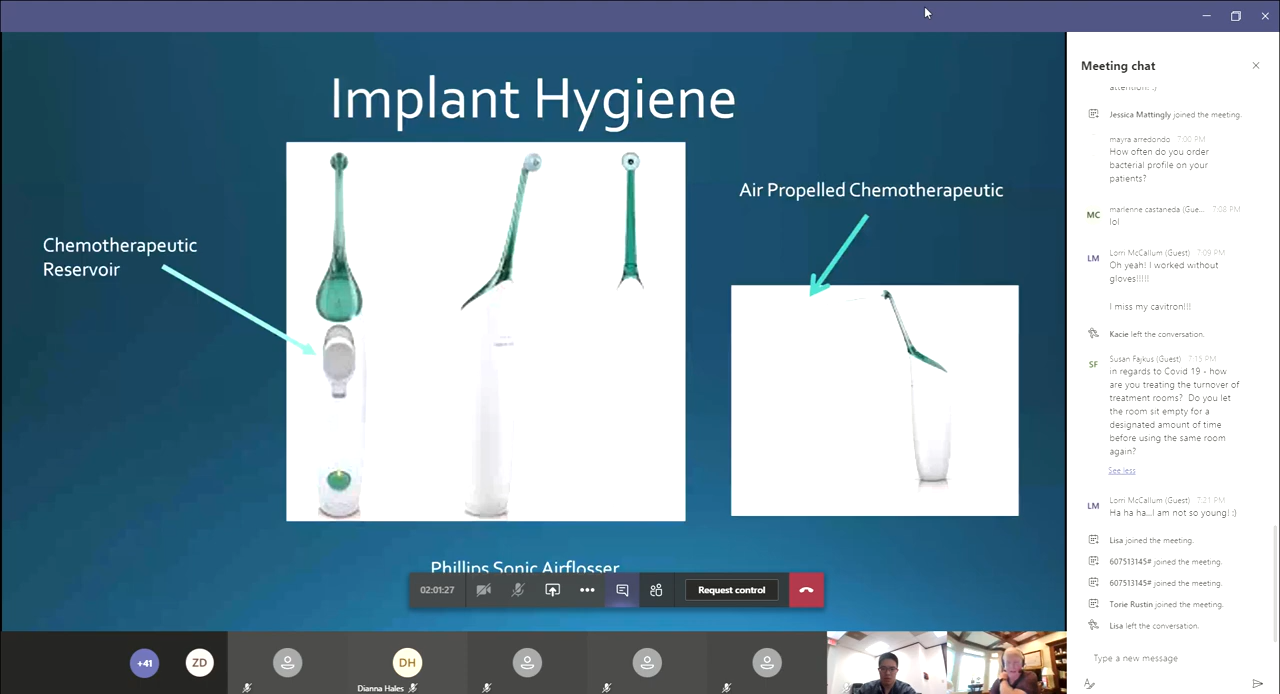 Implant Hygiene
Chemotherapeutic
Reservoir
Air Propelled Chemotherapeutic
Phillips Sonic Airflosser
02:01:27
Request control
+41
ZD
DH
Dianna Hales
Meeting chat
attention! :)
Jessica Mattingly joined the meeting.
mayra arredondo 7:00 PM
How often do you order
bacterial profile on your
patients?
MC
marlenne castaneda (Gue... 7:08 PM
lol
LM
Lorri McCallum (Guest) 7:09 PM
Oh yeah! I worked without
gloves!!!!!
I miss my cavitron!!!
Kacie left the conversation.
SF
Susan Fajkus (Guest) 7:15 PM
in regards to Covid 19 - how
are you treating the turnover of
treatment rooms? Do you let
the room sit empty for a
designated amount of time
before using the same room
again?
See less
LM
Lorri McCallum (Guest) 7:31 PM
Ha ha ha...I am not so young! :)
Lisa joined the meeting.
607513145# joined the meeting.
607513145# joined the meeting.
Torie Rustin joined the meeting.
Lisa left the conversation.
Type a new message